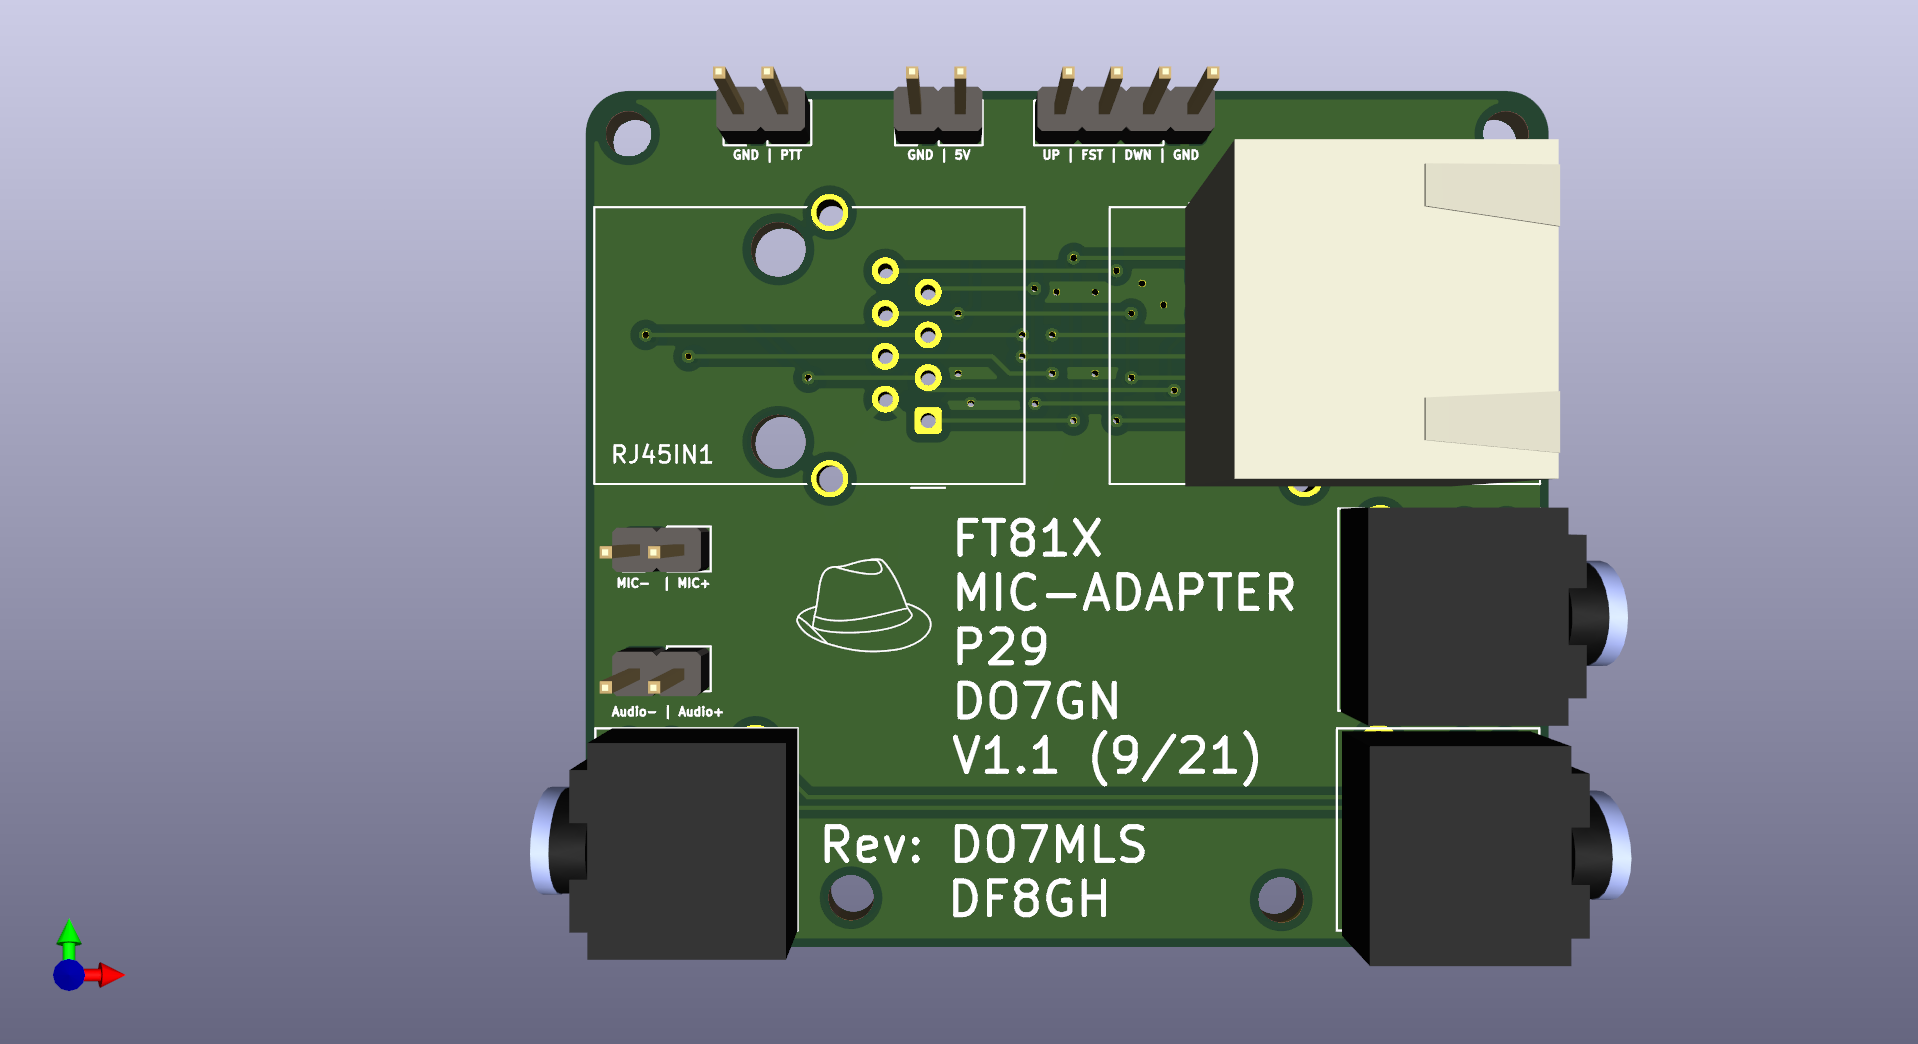 GND | PTT
GND | 5V
UP | FST | DWN | GND
RJ45IN1
MIC- | MIC+
Audio- | Audio+
FT81X
MIC-ADAPTER
P29
DO7GN
V1.1 (9/21)
Rev: DO7MLS
DF8GH